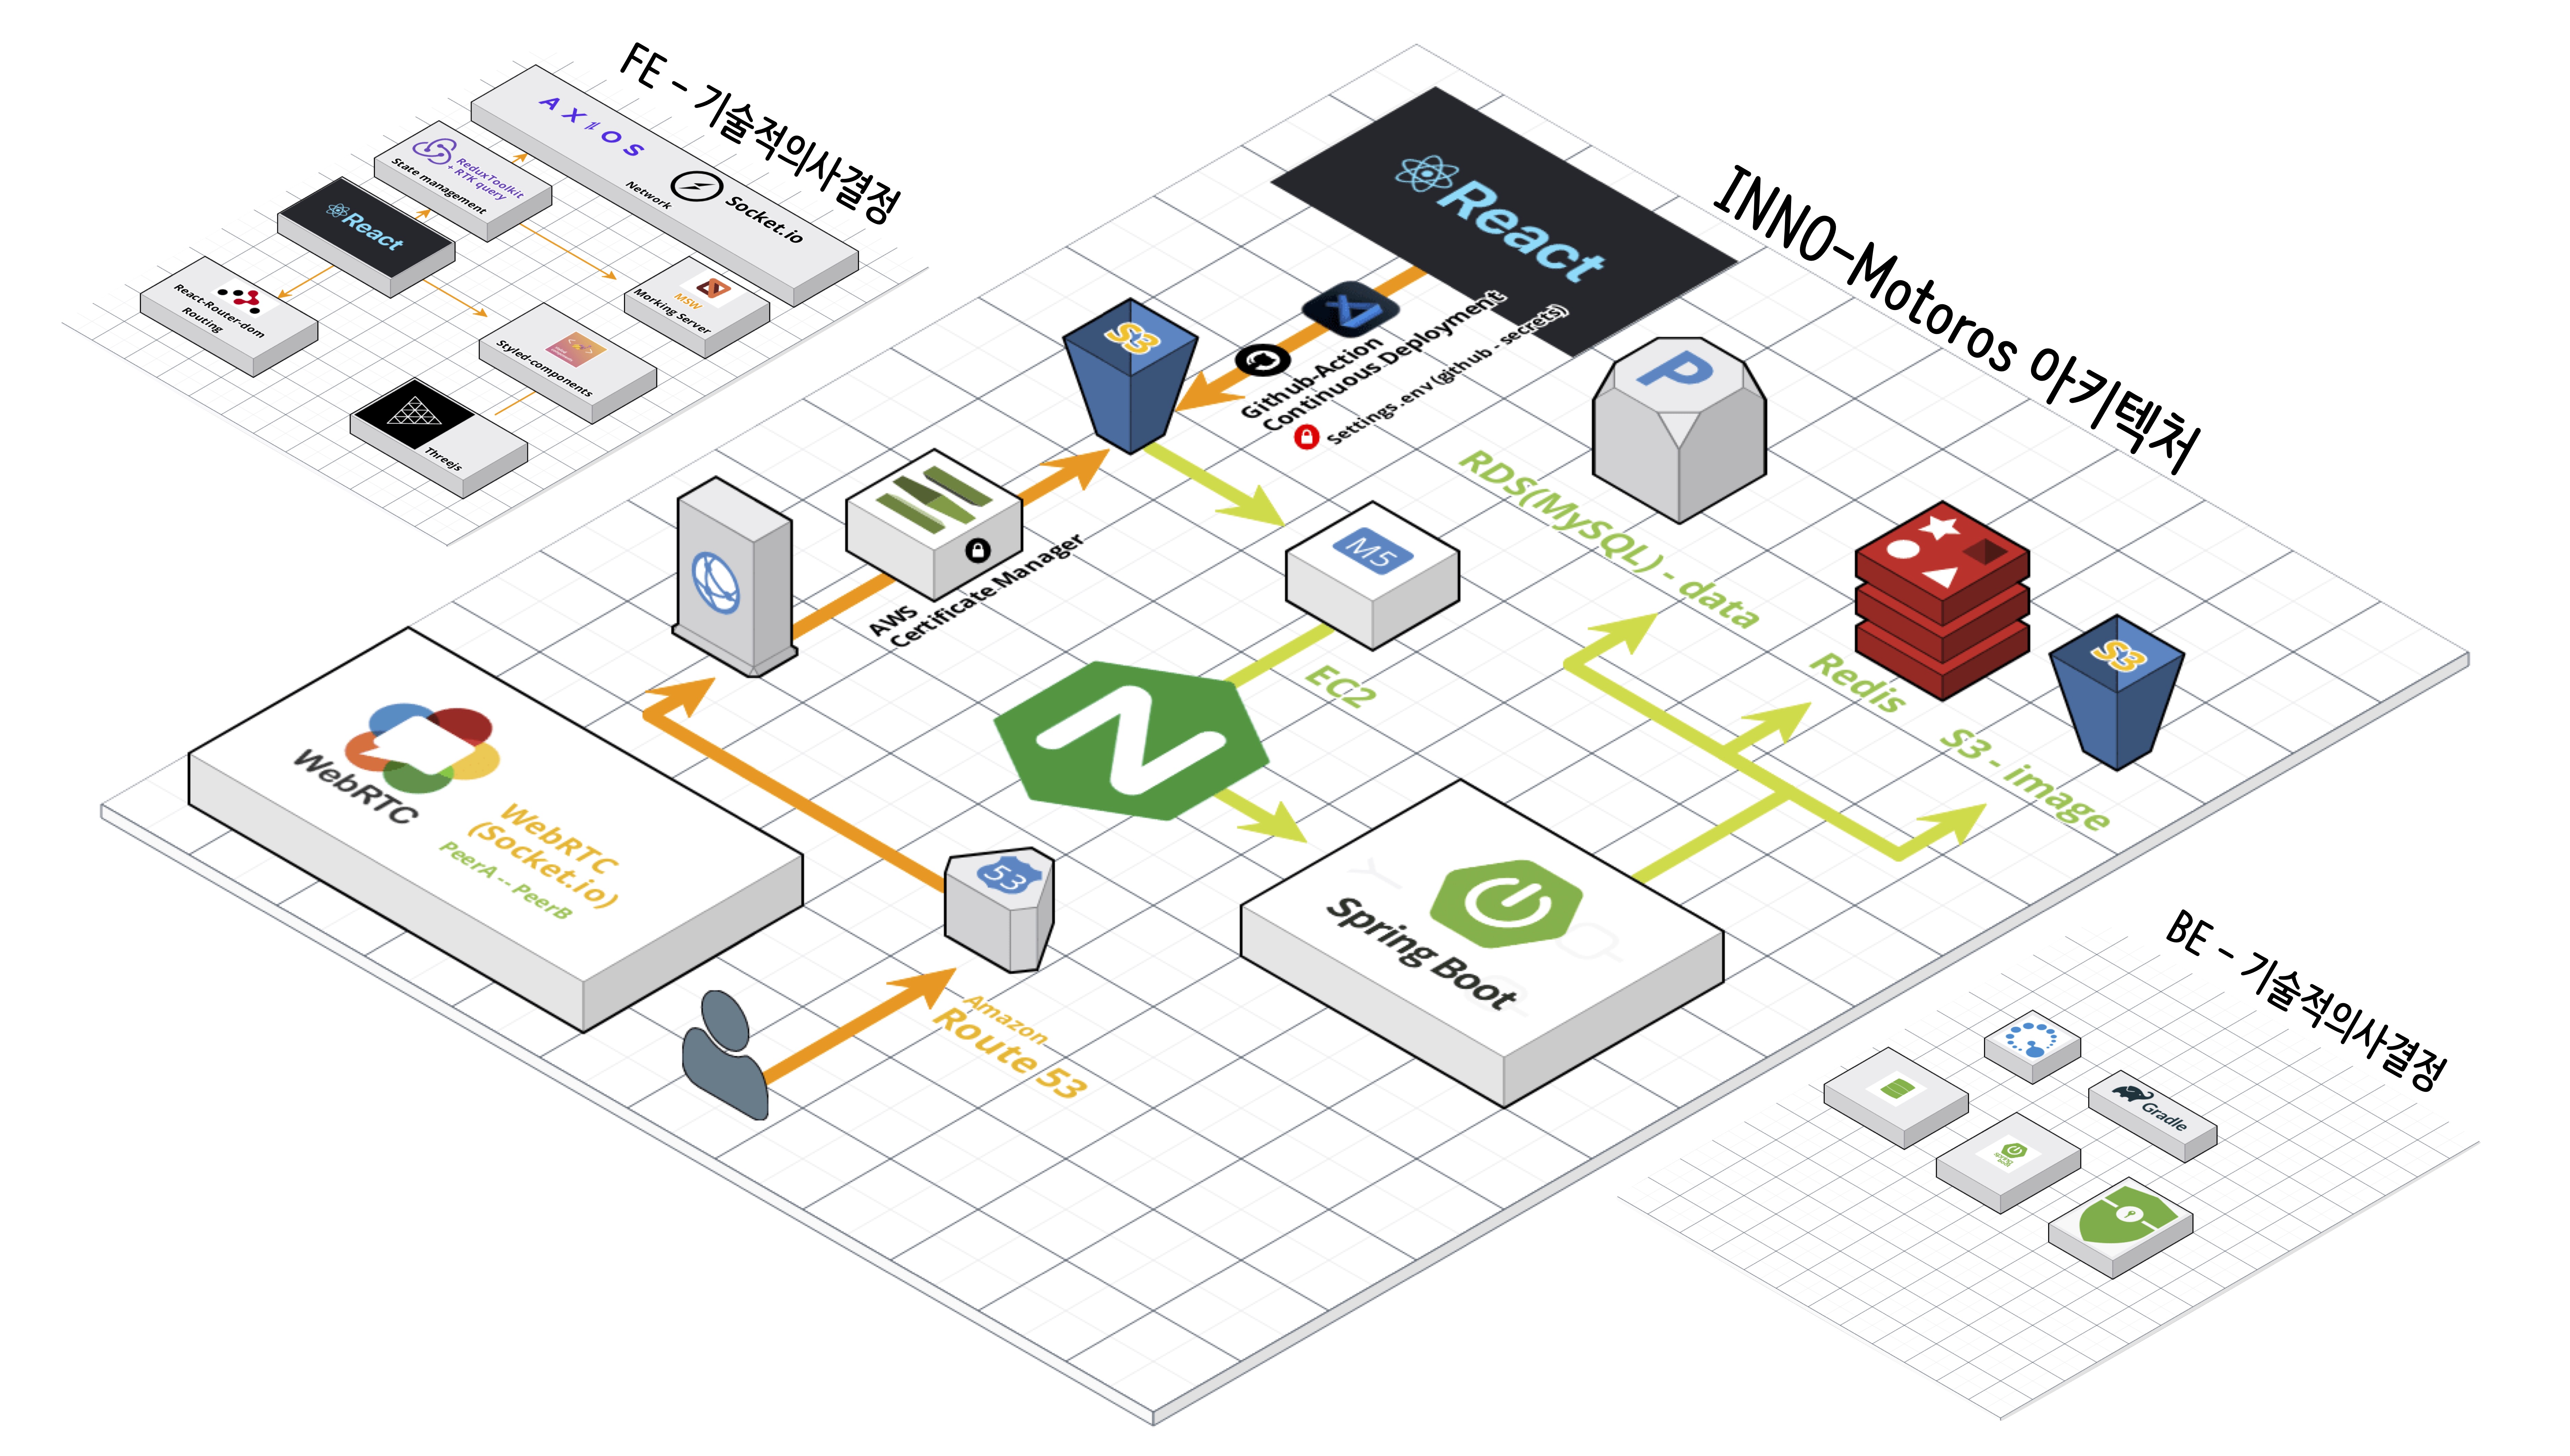 FE - 기술적의사결정
AXIOS
Network
Socket.io
ReduxToolkit
+ RTK query
State management
React
React-Router-dom
Routing
MSW
Morking Server
Styled-components
Threejs
INNO-Motoros 아키텍처
React
Github-Action
Continuous Deployment
Settings .env (github - secrets)
S3
P
RDS(MySQL) - data
M5
EC2
AWS
Certificate Manager
Redis
S3
S3 - image
WebRTC
WebRTC
(Socket.io)
PeerA -- PeerB
53
Amazon
Route 53
N
Spring Boot
BE - 기술적의사결정
Gradle